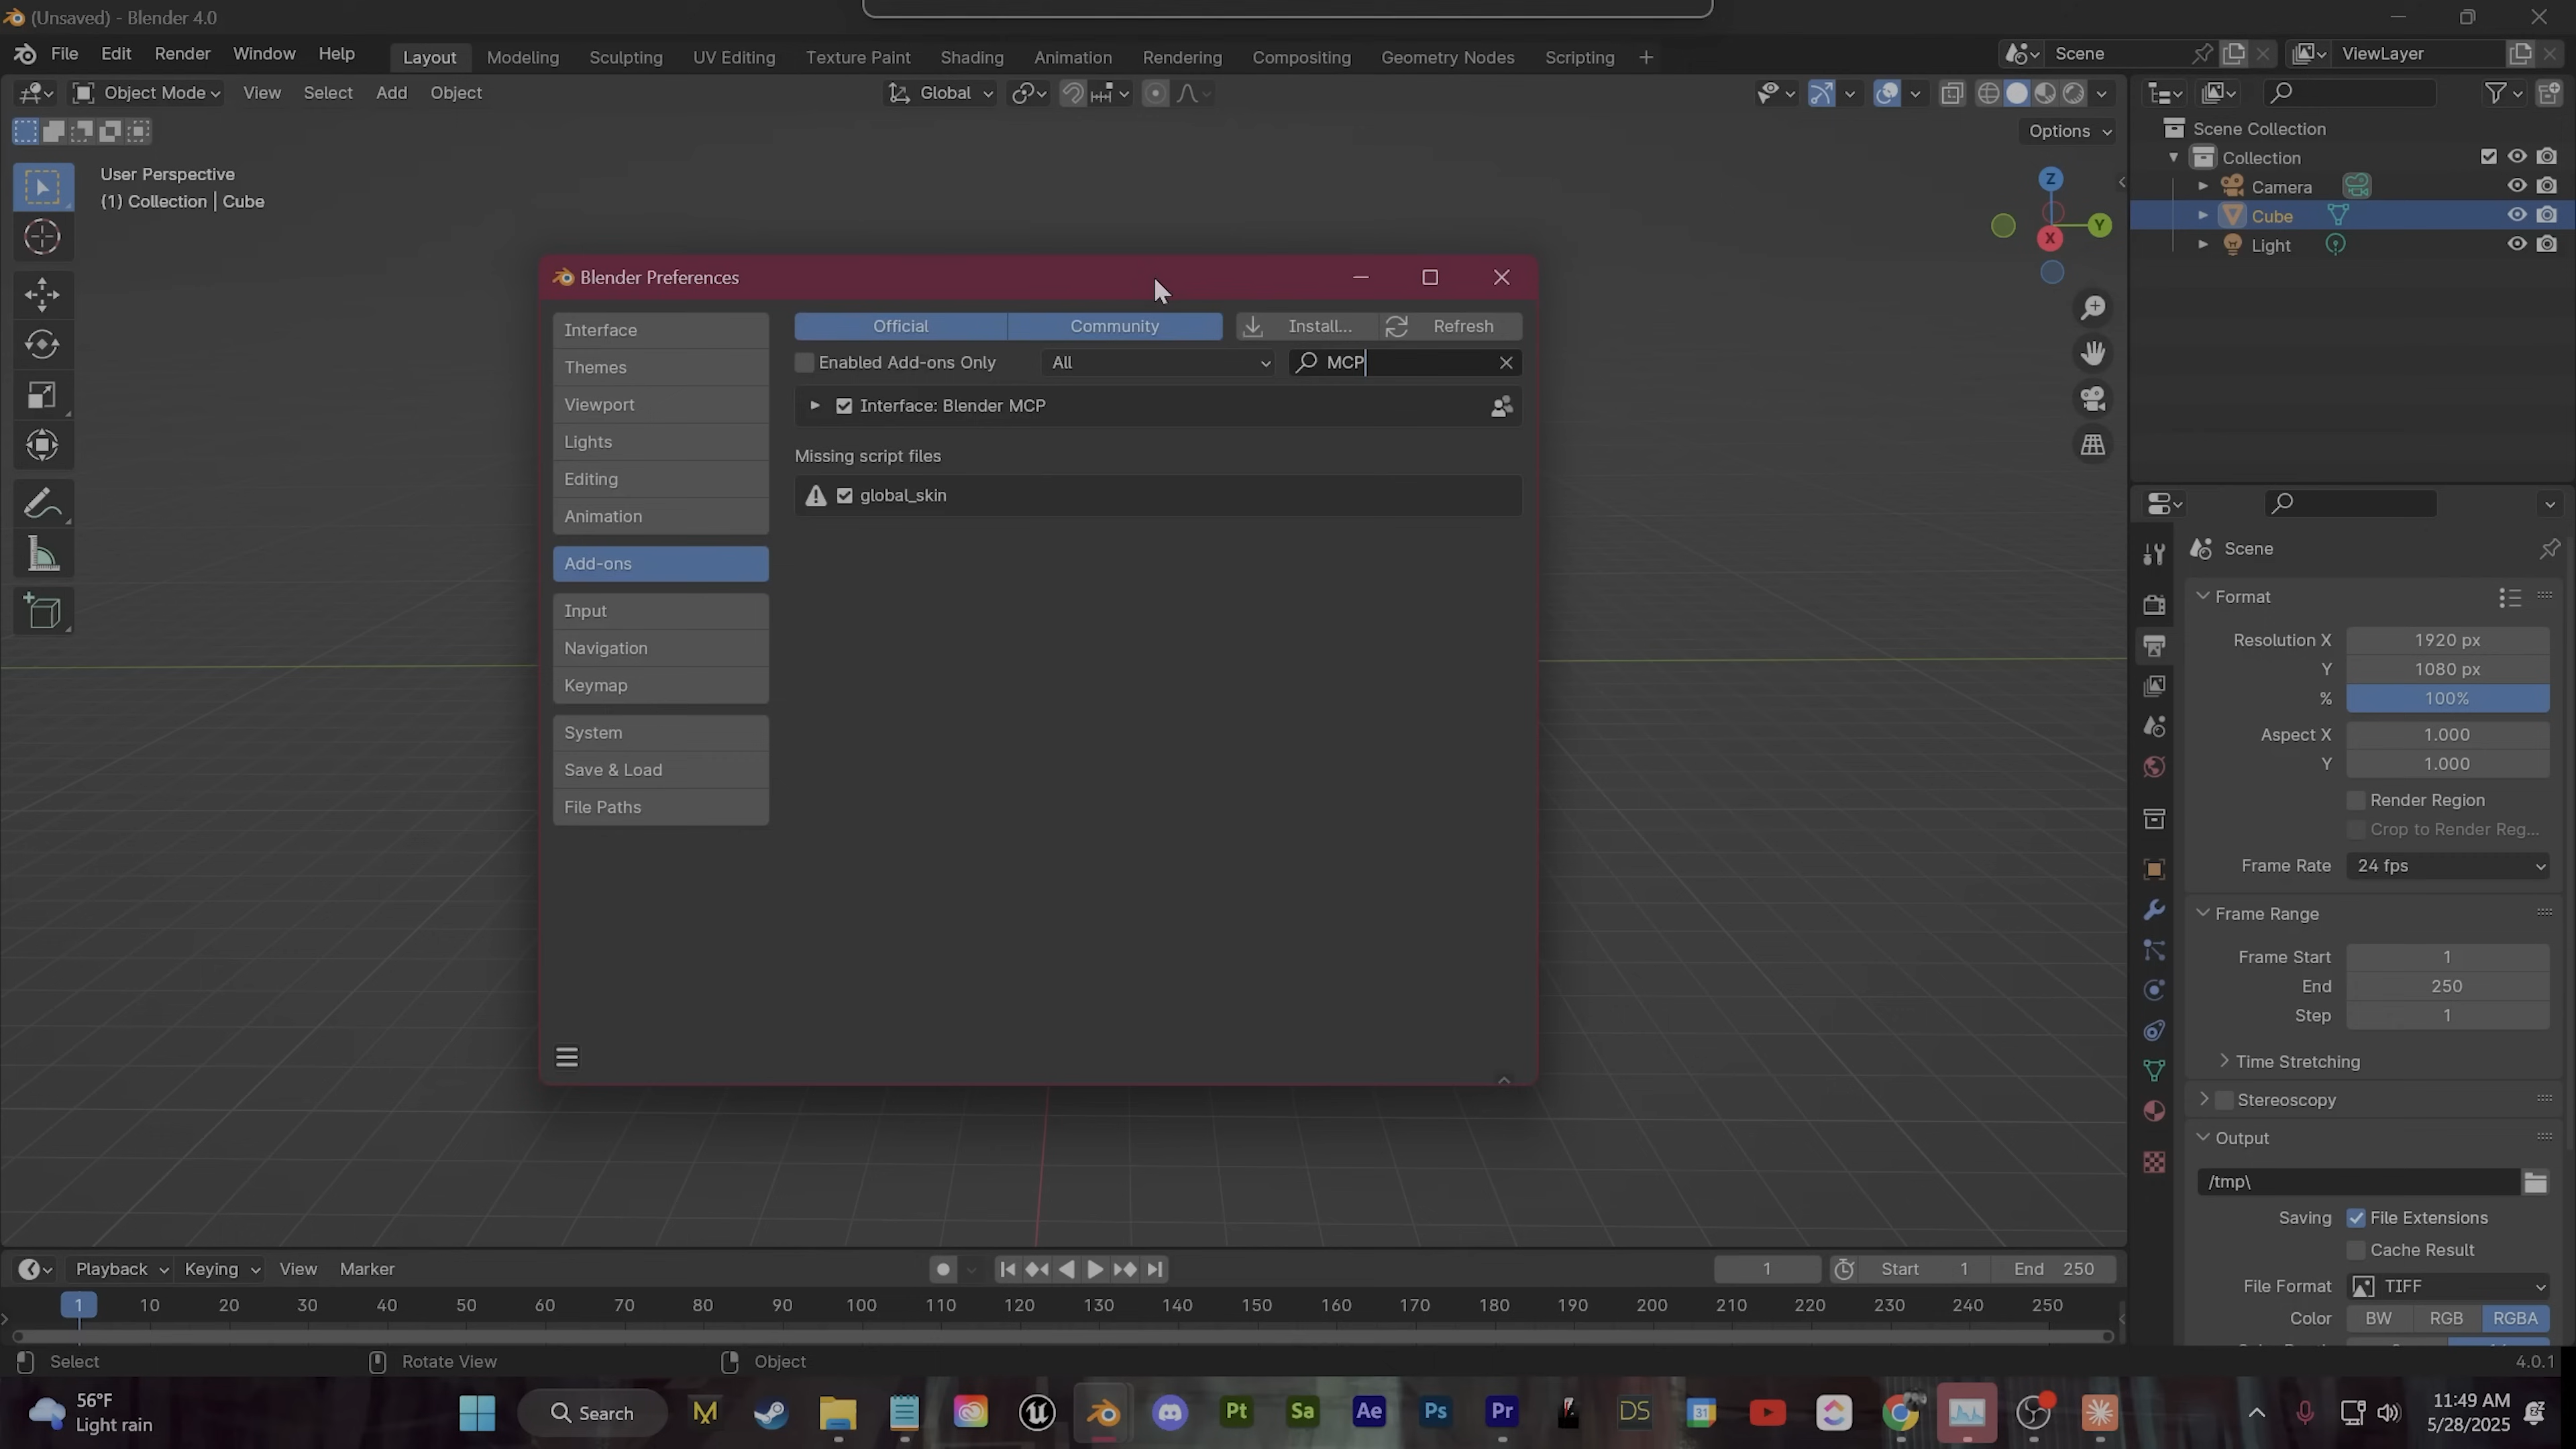 (Unsaved) - Blender 4.0
File Edit Render Window Help Layout Modeling Sculpting UV Editing Texture Paint Shading Animation Rendering Compositing Geometry Nodes Scripting + Scene ViewLayer
Object Mode View Select Add Object Global
Options
User Perspective
(1) Collection | Cube
Z
Y
X
Scene Collection
Collection
Camera
Cube
Light
Blender Preferences
Interface
Themes
Viewport
Lights
Editing
Animation
Add-ons
Input
Navigation
Keymap
System
Save & Load
File Paths
Official Community Install... Refresh
Enabled Add-ons Only All MCP
Interface: Blender MCP
Missing script files
global_skin
Scene
Format
Resolution X 1920 px
Y 1080 px
% 100%
Aspect X 1.000
Y 1.000
Render Region
Crop to Render Reg...
Frame Rate 24 fps
Frame Range
Frame Start 1
End 250
Step 1
Time Stretching
Stereoscopy
Output
/tmp\
Saving File Extensions
Cache Result
File Format TIFF
Color BW RGB RGBA
Playback Keying View Marker 1 Start 1 End 250
1 10 20 30 40 50 60 70 80 90 100 110 120 130 140 150 160 170 180 190 200 210 220 230 240 250
Select Rotate View Object 4.0.1
56°F
Light rain
Search
Pt Sa Ae Ps Pr DS 31
11:49 AM
5/28/2025